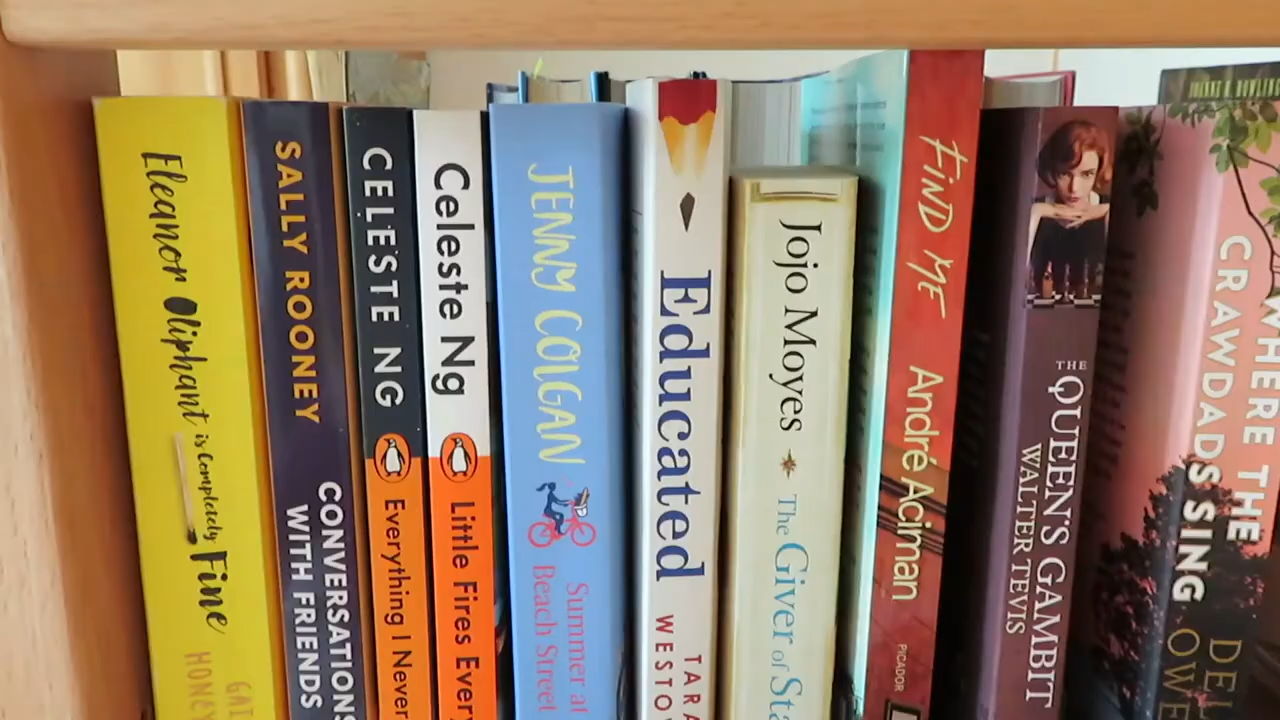 Eleanor Oliphant is Completely Fine
GAI
HONEY
SALLY ROONEY
CONVERSATIONS
WITH FRIENDS
CELESTE NG
Everything I Never
Celeste Ng
Little Fires Every
JENNY COLGAN
Summer at
Beach Street
Educated
TARA
WESTO
Jojo Moyes
The Giver of Sta
FIND ME
André Aciman
PICADOR
THE
QUEEN'S GAMBIT
WALTER TEVIS
WHERE THE
CRAWDADS SING
DEL
OWE